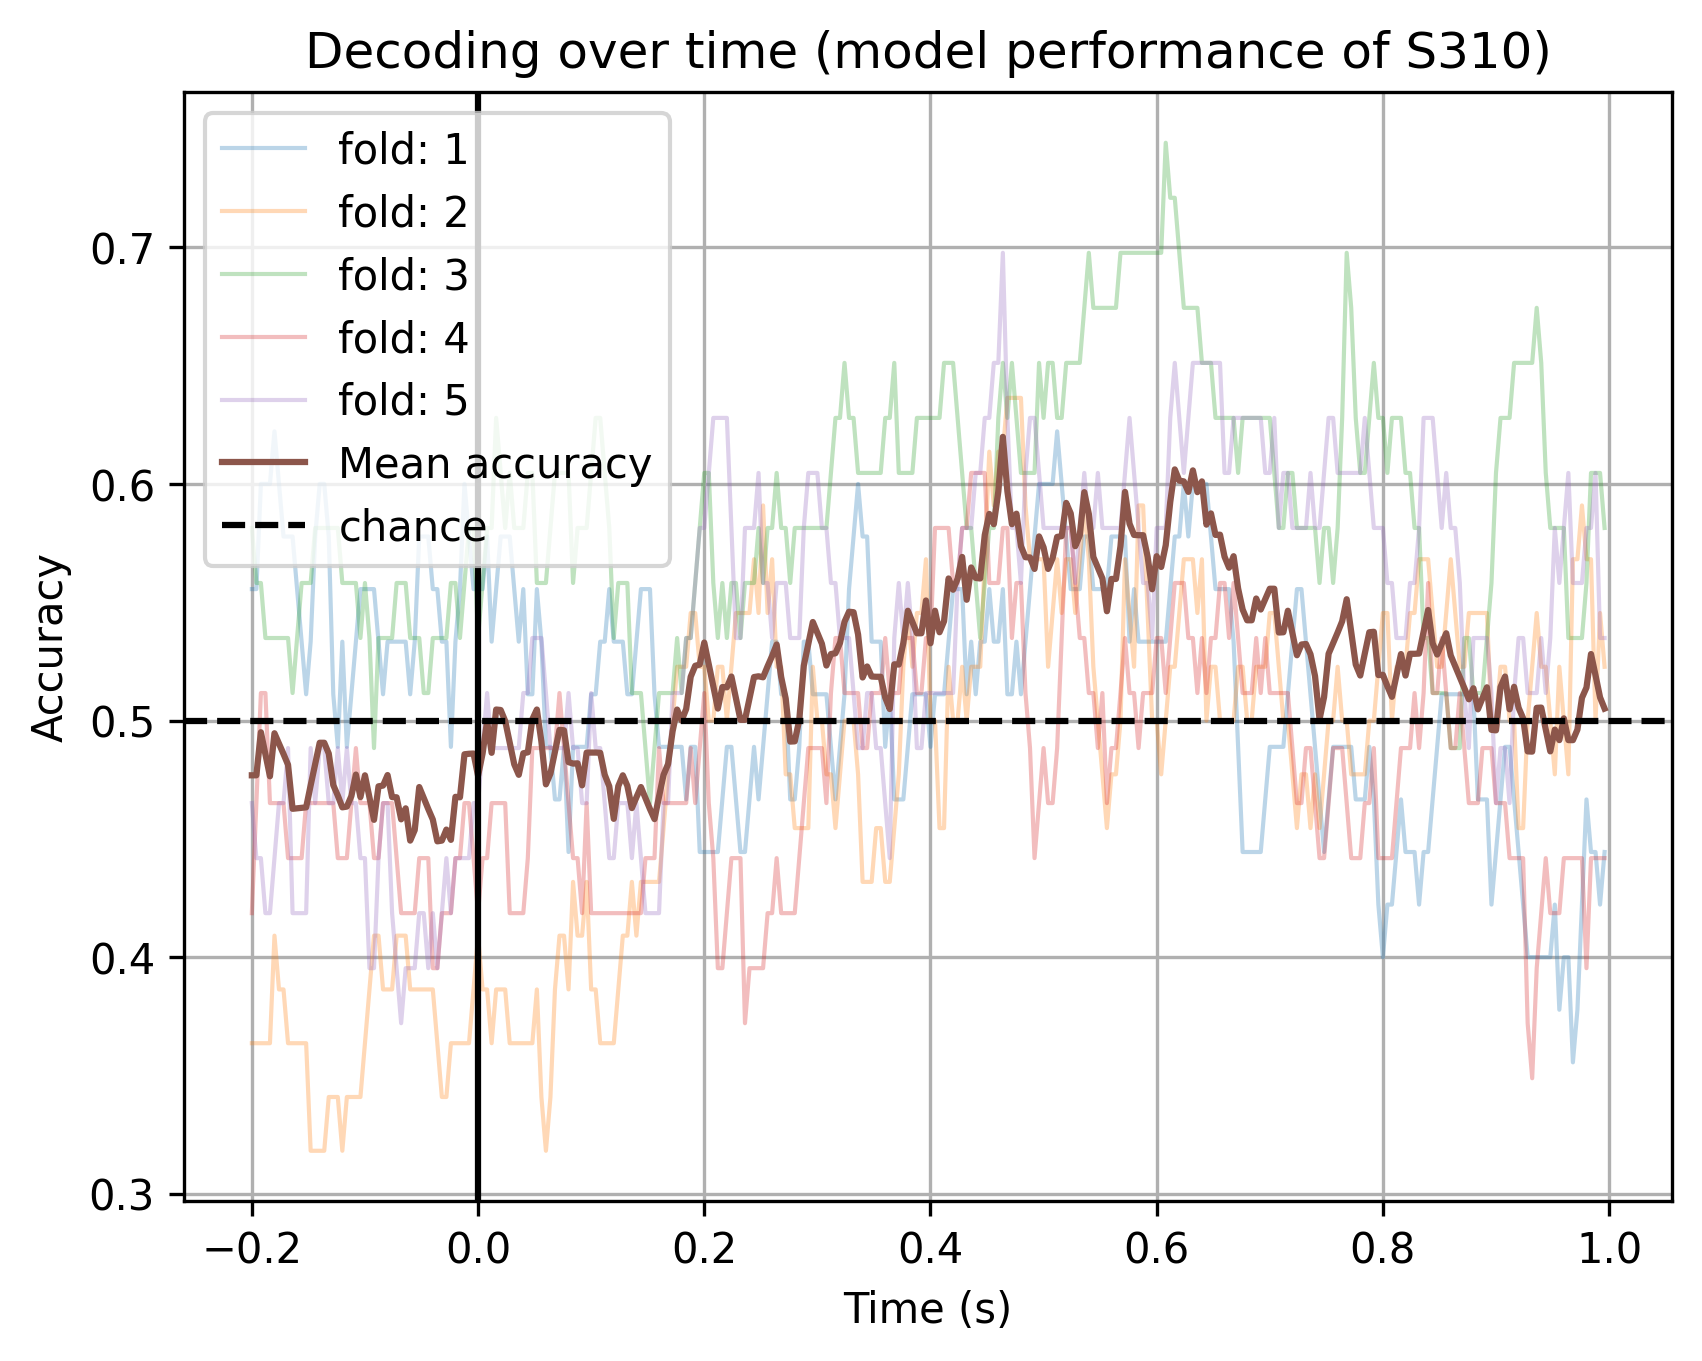 Decoding over time (model performance of S310)
fold: 1
fold: 2
fold: 3
fold: 4
fold: 5
Mean accuracy
chance
Accuracy
0.7
0.6
0.5
0.4
0.3
−0.2 0.0 0.2 0.4 0.6 0.8 1.0
Time (s)